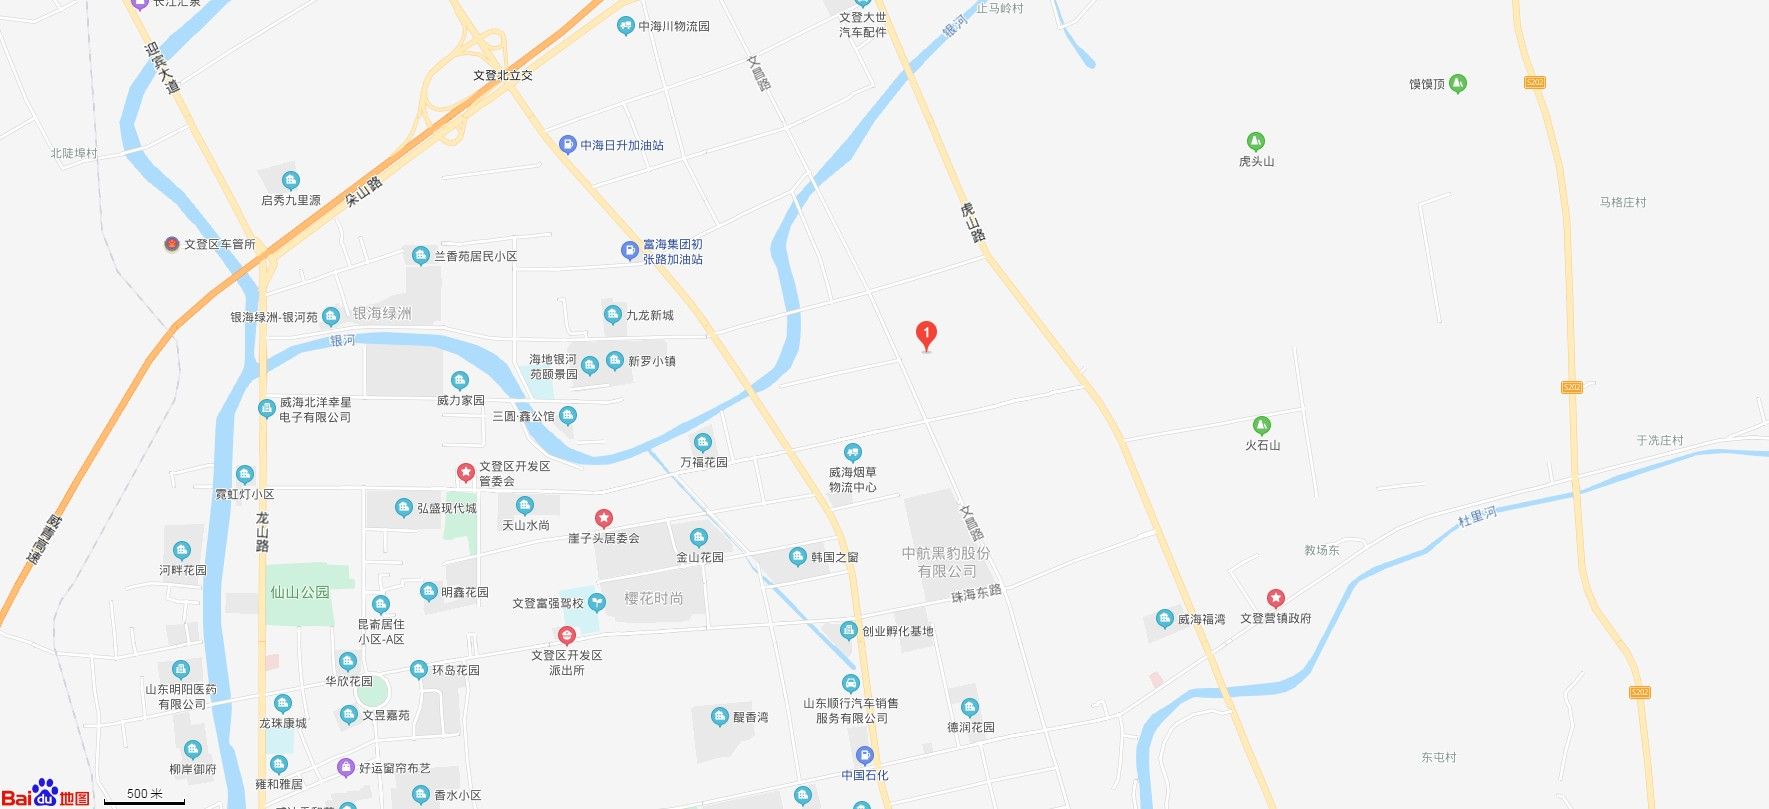 长江汇泉
中海川物流园
文登大世
汽车配件
银河
止马岭村
迎宾大道
文登北立交
文昌路
馍馍顶
S202
北陡埠村
中海日升加油站
虎头山
启秀九里源
朵山路
马格庄村
虎山路
文登区车管所
兰香苑居民小区
富海集团初
张路加油站
银海绿洲-银河苑
银海绿洲
九龙新城
1
银河
海地银河
苑颐景园
新罗小镇
S202
威海北洋幸星
电子有限公司
威力家园
三圆·鑫公馆
火石山
于冼庄村
万福花园
威海烟草
物流中心
文登区开发区
管委会
霓虹灯小区
弘盛现代城
天山水尚
崖子头居委会
龙山路
威青高速
文昌路
杜里河
河畔花园
金山花园
韩国之窗
中航黑豹股份
有限公司
教场东
仙山公园
明鑫花园
文登富强驾校
樱花时尚
珠海东路
昆嵛居住
小区-A区
创业孵化基地
威海福湾
文登营镇政府
文登区开发区
派出所
华欣花园
环岛花园
山东明阳医药
有限公司
S202
龙珠康城
文昱嘉苑
醒香湾
山东顺行汽车销售
服务有限公司
德润花园
柳岸御府
雍和雅居
好运窗帘布艺
中国石化
东屯村
香水小区
Bai du 地图
500 米